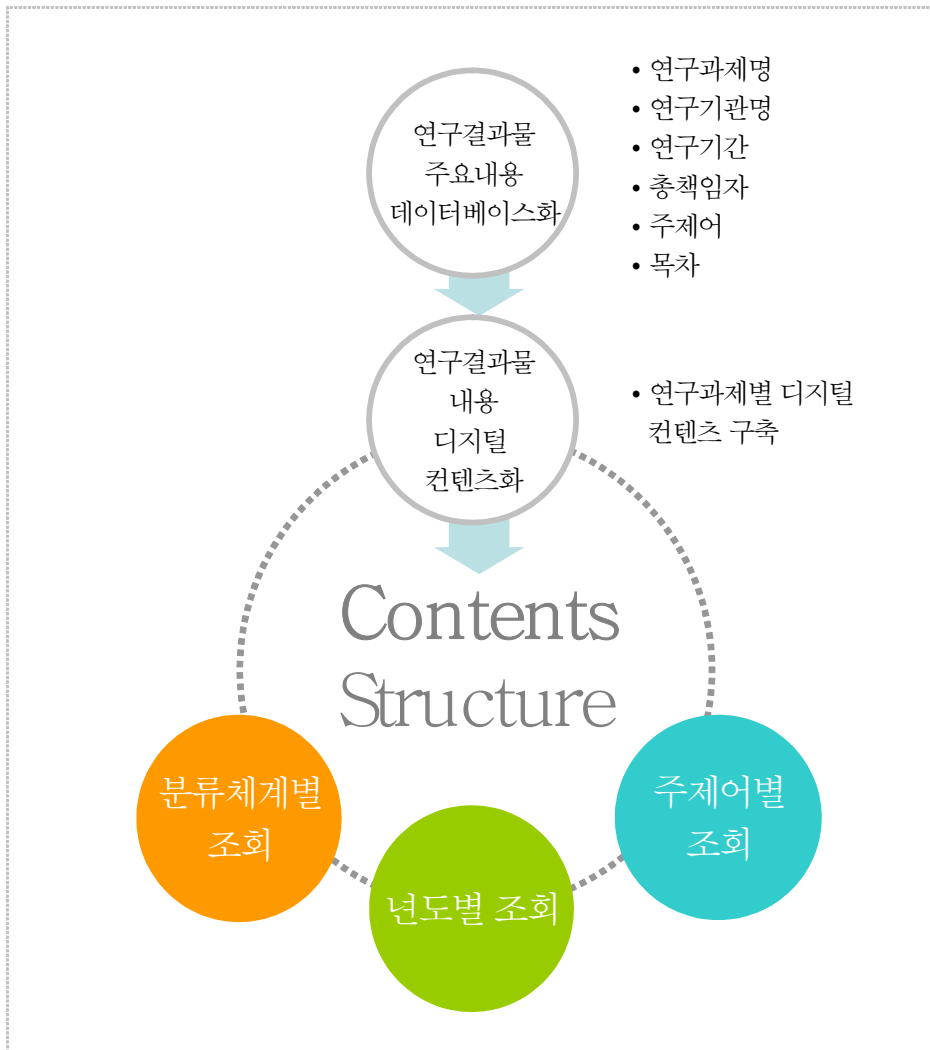 연구결과물
주요내용
데이터베이스화
• 연구과제명
• 연구기관명
• 연구기간
• 총책임자
• 주제어
• 목차
연구결과물
내용
디지털
컨텐츠화
• 연구과제별 디지털
컨텐츠 구축
Contents
Structure
분류체계별
조회
년도별 조회
주제어별
조회